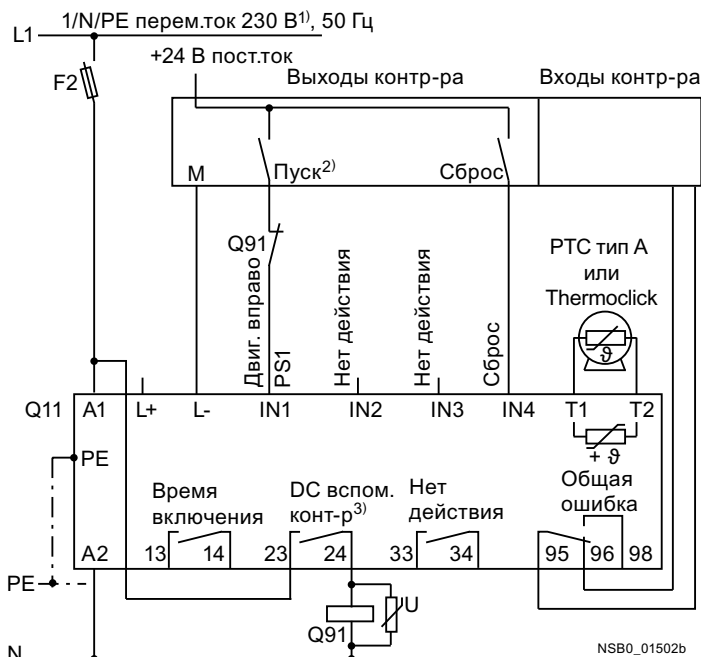 1/N/PE перем.ток 230 В1), 50 Гц
L1
+24 В пост.ток
F2
Выходы контр-ра
Входы контр-ра
M
Пуск2)
Сброс
Q91
Двиг. вправо
PS1
Нет действия
Нет действия
Сброс
PTC тип A
или
Thermoclick
ϑ
Q11
A1
L+
L-
IN1
IN2
IN3
IN4
T1
T2
+ ϑ
PE
Время
включения
DC вспом.
конт-р3)
Нет
действия
Общая
ошибка
A2
13
14
23
24
33
34
95
96
98
PE
U
Q91
N
NSB0_01502b